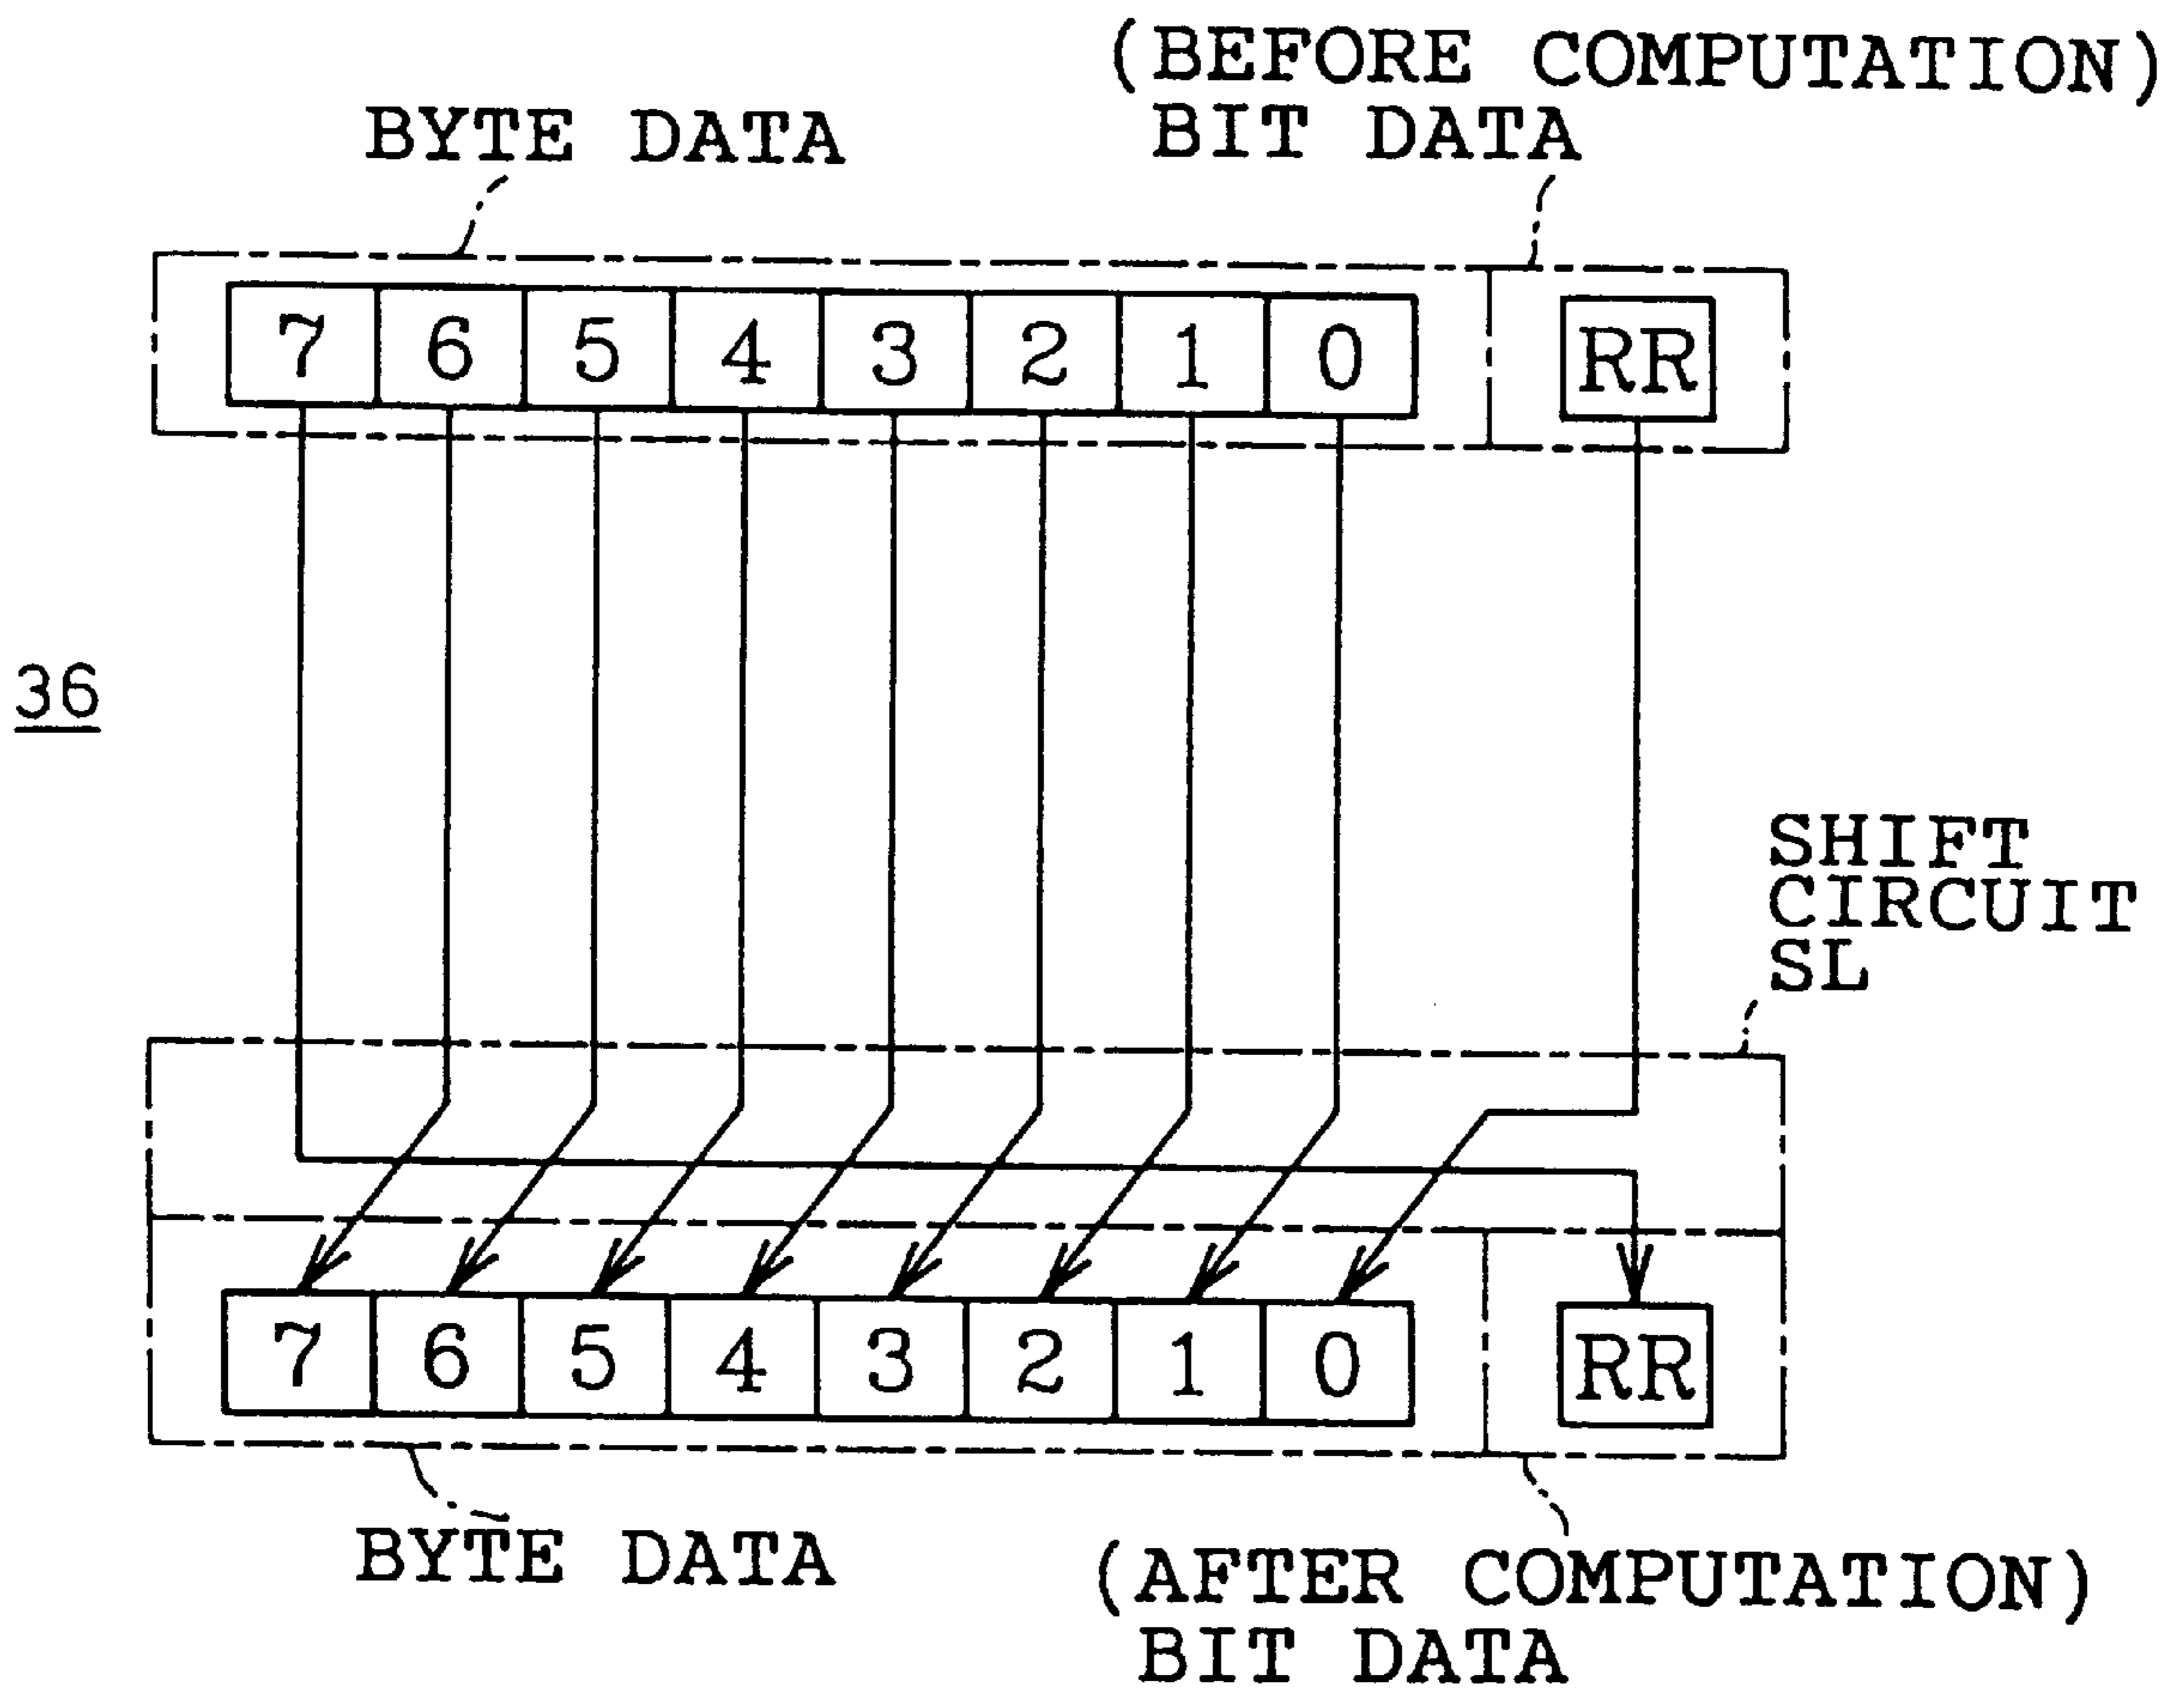 (BEFORE COMPUTATION)
BYTE DATA BIT DATA
7 6 5 4 3 2 1 0 RR
36
SHIFT
CIRCUIT
SL
7 6 5 4 3 2 1 0 RR
BYTE DATA (AFTER COMPUTATION)
BIT DATA